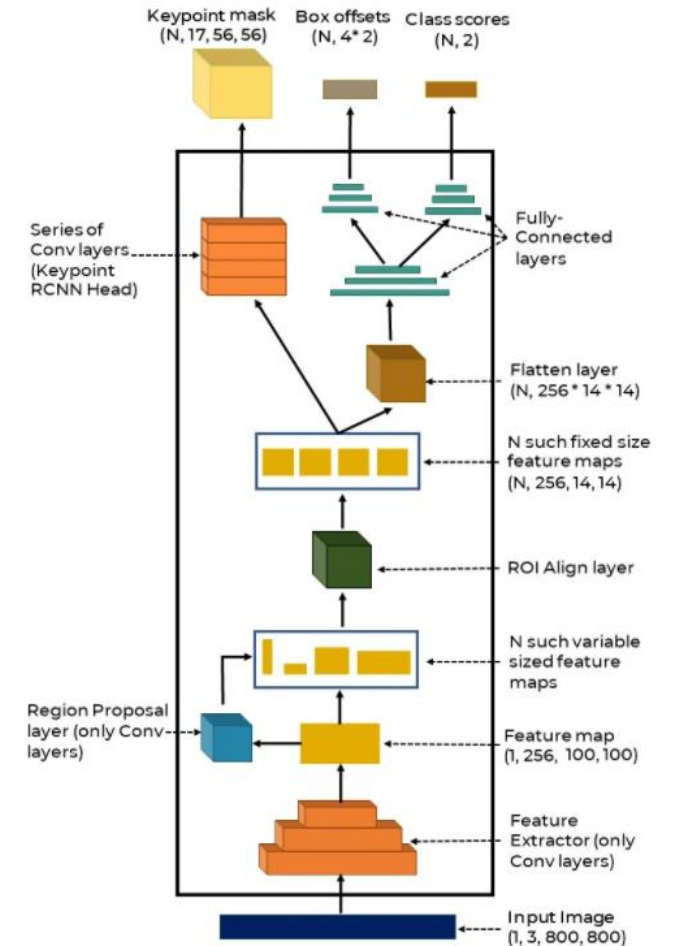 Keypoint mask
(N, 17, 56, 56)
Box offsets
(N, 4* 2)
Class scores
(N, 2)
Series of
Conv layers
(Keypoint
RCNN Head)
Fully-
Connected
layers
Flatten layer
(N, 256 * 14 * 14)
N such fixed size
feature maps
(N, 256, 14, 14)
ROI Align layer
N such variable
sized feature
maps
Region Proposal
layer (only Conv
layers)
Feature map
(1, 256, 100, 100)
Feature
Extractor (only
Conv layers)
Input Image
(1, 3, 800, 800)